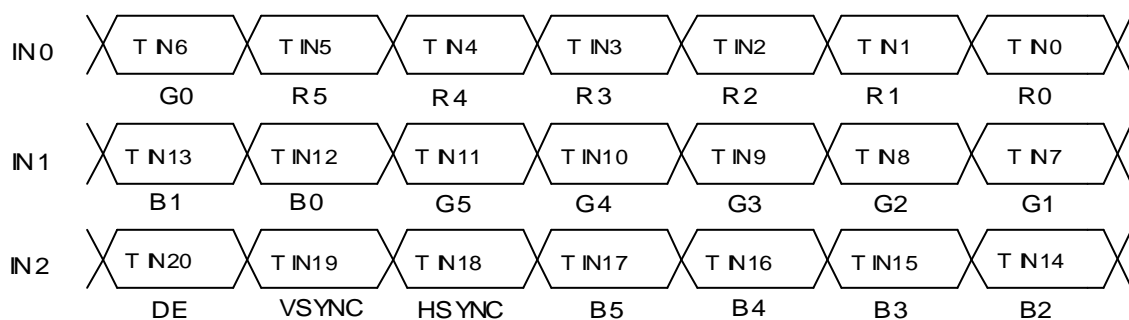 IN0 TIN6 TIN5 TIN4 TIN3 TIN2 TIN1 TIN0
G0 R5 R4 R3 R2 R1 R0
IN1 TIN13 TIN12 TIN11 TIN10 TIN9 TIN8 TIN7
B1 B0 G5 G4 G3 G2 G1
IN2 TIN20 TIN19 TIN18 TIN17 TIN16 TIN15 TIN14
DE VSYNC HSYNC B5 B4 B3 B2